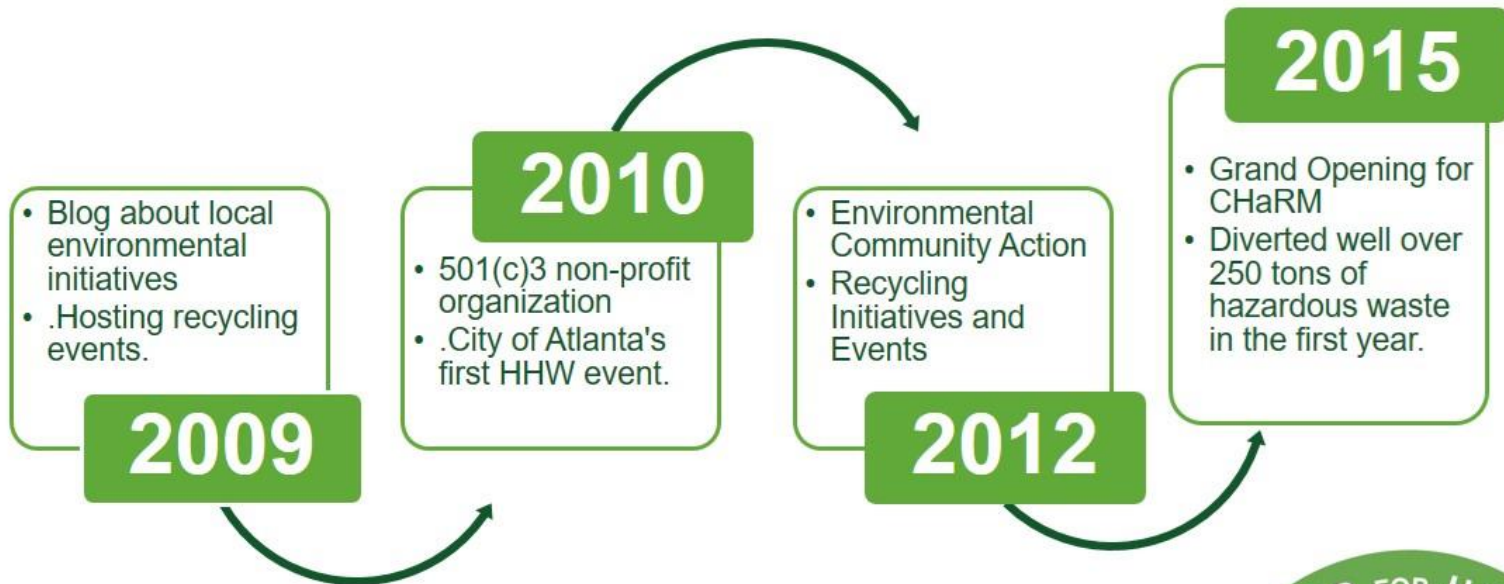 2009
• Blog about local
environmental
initiatives
• .Hosting recycling
events.
2010
• 501(c)3 non-profit
organization
• .City of Atlanta's
first HHW event.
2012
• Environmental
Community Action
• Recycling
Initiatives and
Events
2015
• Grand Opening for
CHaRM
• Diverted well over
250 tons of
hazardous waste
in the first year.
FOR